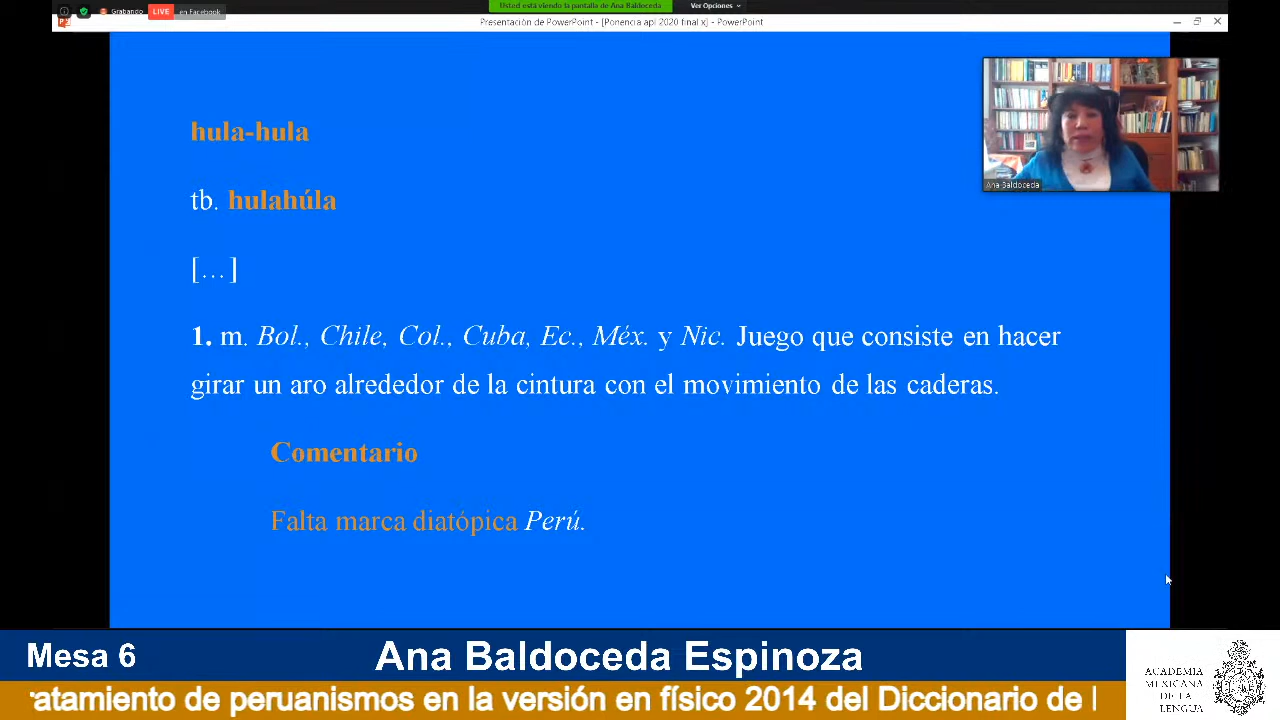 Grabando LIVE en Facebook
Usted está viendo la pantalla de Ana Baldoceda Ver Opciones
Presentación de PowerPoint - [Ponencia apl 2020 final x] - PowerPoint
hula-hula
tb. hulahúla
[…]
1. m. Bol., Chile, Col., Cuba, Ec., Méx. y Nic. Juego que consiste en hacer
girar un aro alrededor de la cintura con el movimiento de las caderas.
Comentario
Falta marca diatópica Perú.
Ana Baldoceda
Mesa 6
Ana Baldoceda Espinoza
ratamiento de peruanismos en la versión en físico 2014 del Diccionario de l
ACADEMIA
MEXICANA
DE LA
LENGUA